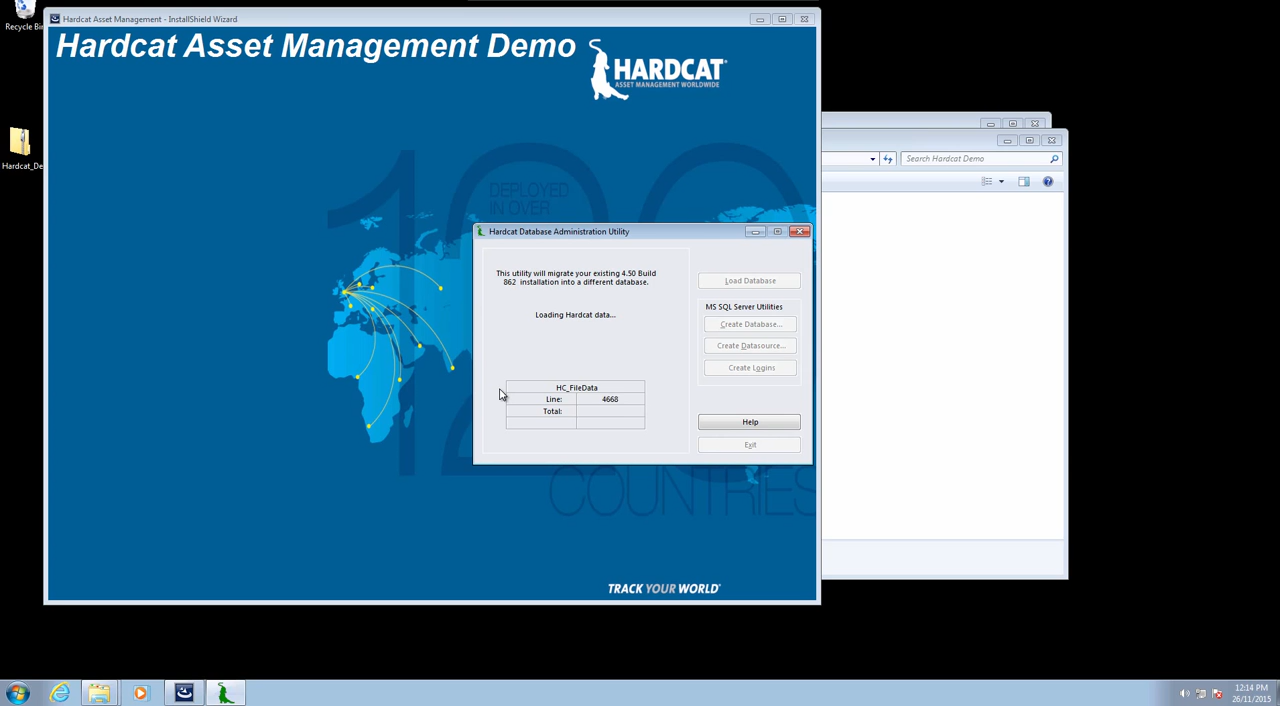 Recycle Bin
Hardcat Asset Management - InstallShield Wizard
Hardcat Asset Management Demo
HARDCAT®
ASSET MANAGEMENT WORLDWIDE
Hardcat_De
120
DEPLOYED
IN OVER
COUNTRIES
TRACK YOUR WORLD
Search Hardcat Demo
Hardcat Database Administration Utility
This utility will migrate your existing 4.50 Build
862 installation into a different database.
Loading Hardcat data...
HC_FileData
Line: 4668
Total:
Load Database
MS SQL Server Utilities
Create Database...
Create Datasource...
Create Logins
Help
Exit
12:14 PM
26/11/2015